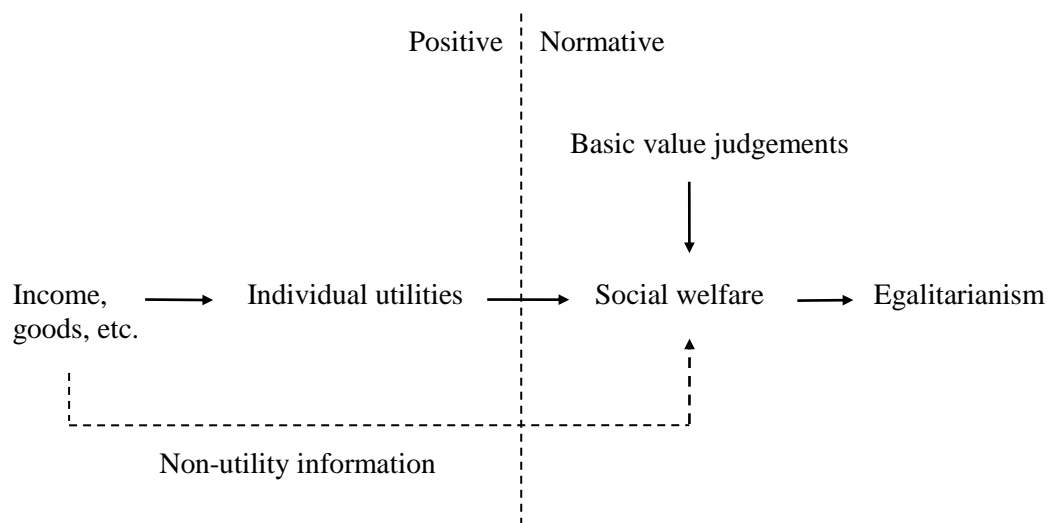 Positive Normative
Basic value judgements
Income, Individual utilities Social welfare Egalitarianism
goods, etc.
Non-utility information